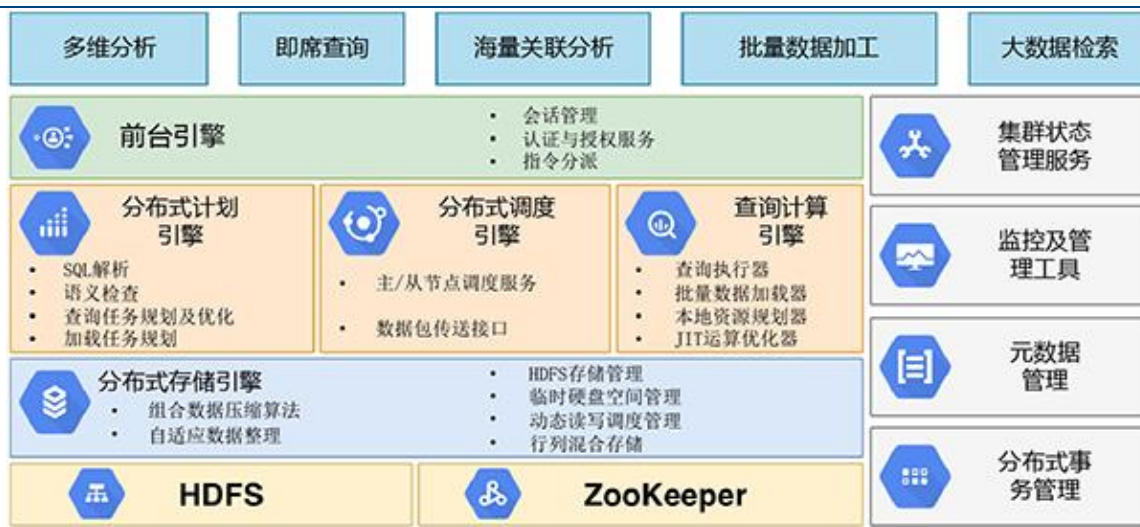 多维分析
即席查询
海量关联分析
批量数据加工
大数据检索
前台引擎
• 会话管理
• 认证与授权服务
• 指令分派
分布式计划
引擎
• SQL解析
• 语义检查
• 查询任务规划及优化
• 加载任务规划
分布式调度
引擎
• 主/从节点调度服务
• 数据包传送接口
查询计算
引擎
• 查询执行器
• 批量数据加载器
• 本地资源规划器
• JIT运算优化器
分布式存储引擎
• 组合数据压缩算法
• 自适应数据整理
• HDFS存储管理
• 临时硬盘空间管理
• 动态读写调度管理
• 行列混合存储
HDFS
ZooKeeper
集群状态
管理服务
监控及管
理工具
元数据
管理
分布式事
务管理